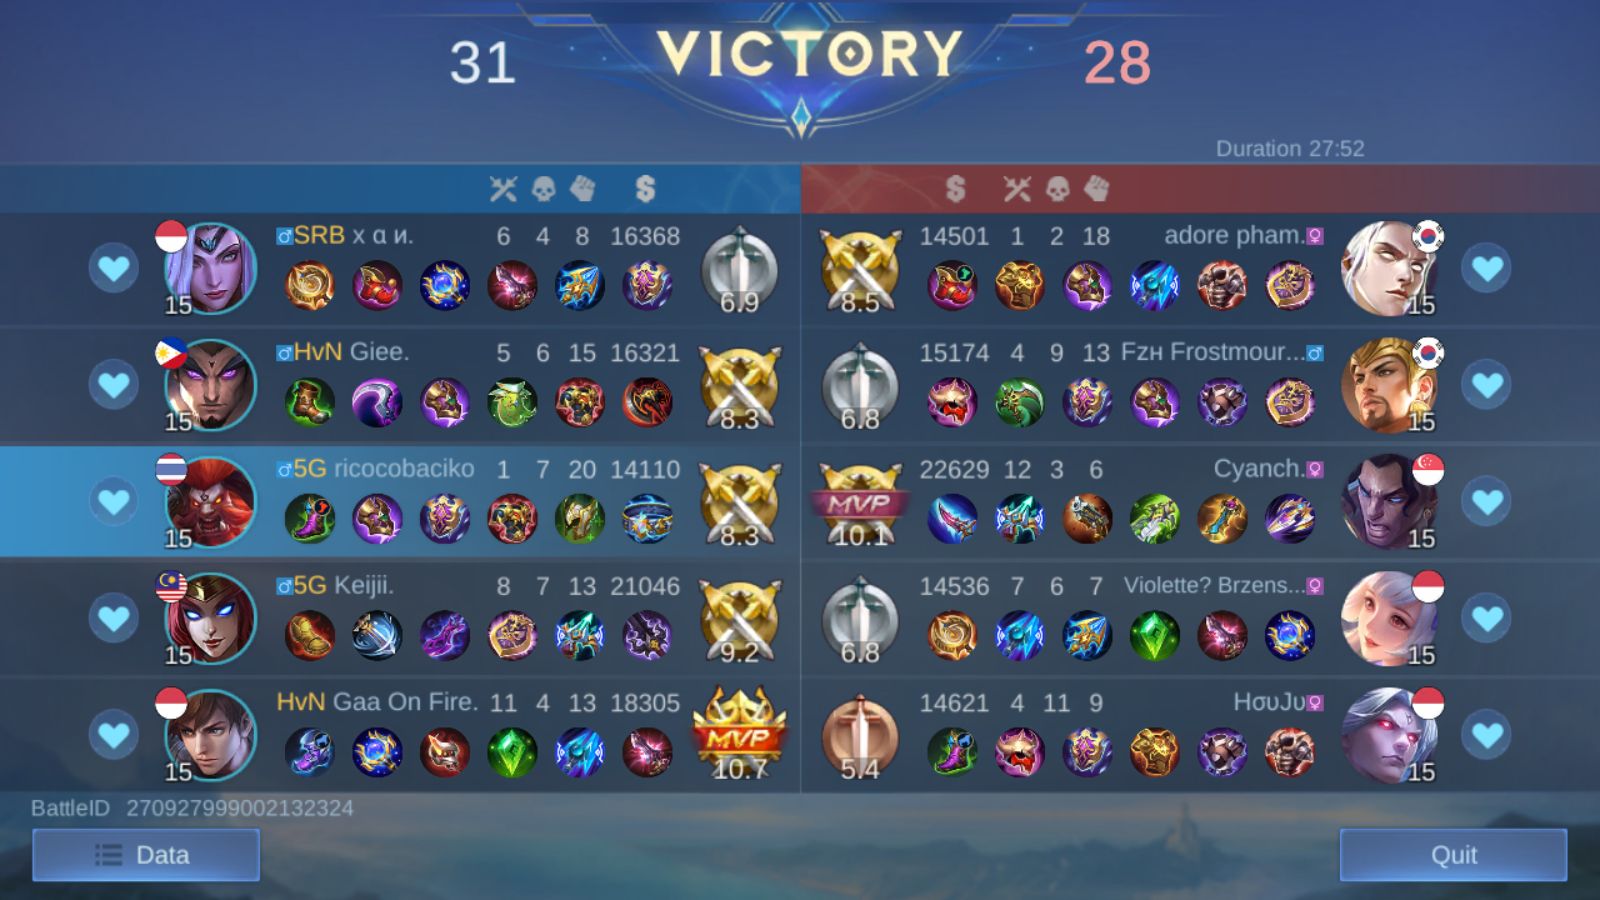 VICTORY
31
28
Duration 27:52
SRB x ɑ и. 6 4 8 16368
15 6.9
14501 1 2 18 adore pham.
8.5 15
HvN Giee. 5 6 15 16321
15 8.3
15174 4 9 13 Fzʜ Frostmour...
6.8 15
5G ricocobaciko 1 7 20 14110
15 8.3
22629 12 3 6 Cyanch.
MVP
10.1 15
5G Keijii. 8 7 13 21046
15 9.2
14536 7 6 7 Violette? Brzens...
6.8 15
HvN Gaa On Fire. 11 4 13 18305
MVP
15 10.7
14621 4 11 9 HσυJυ
5.4 15
BattleID 270927999002132324
Data
Quit